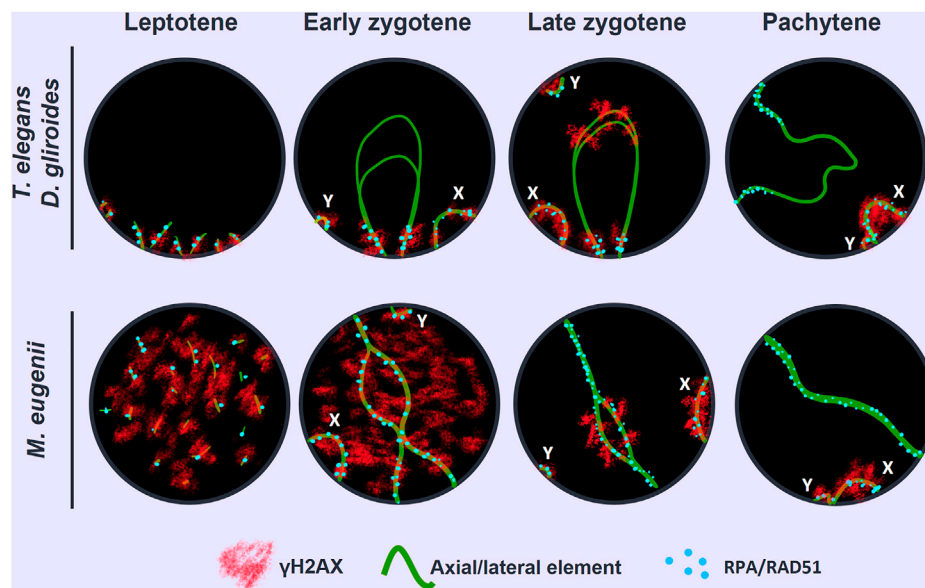 Leptotene Early zygotene Late zygotene Pachytene
T. elegans
D. gliroides
Y
X
Y
X
X
Y
M. eugenii
Y
X
X
Y
X
Y
γH2AX Axial/lateral element RPA/RAD51